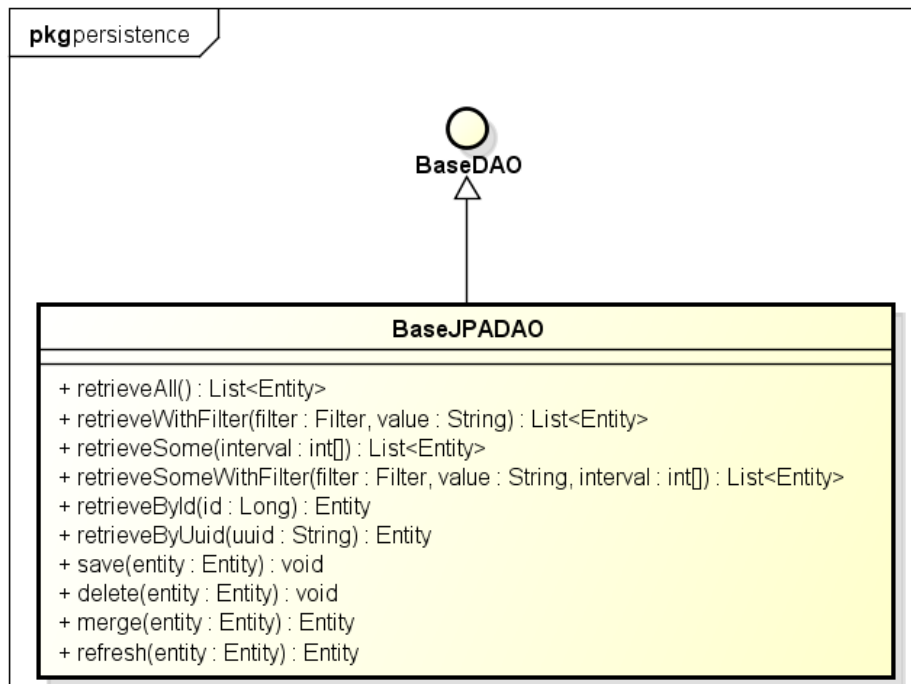 pkg persistence
BaseDAO
BaseJPADAO
+ retrieveAll() : List<Entity>
+ retrieveWithFilter(filter : Filter, value : String) : List<Entity>
+ retrieveSome(interval : int[]) : List<Entity>
+ retrieveSomeWithFilter(filter : Filter, value : String, interval : int[]) : List<Entity>
+ retrieveById(id : Long) : Entity
+ retrieveByUuid(uuid : String) : Entity
+ save(entity : Entity) : void
+ delete(entity : Entity) : void
+ merge(entity : Entity) : Entity
+ refresh(entity : Entity) : Entity